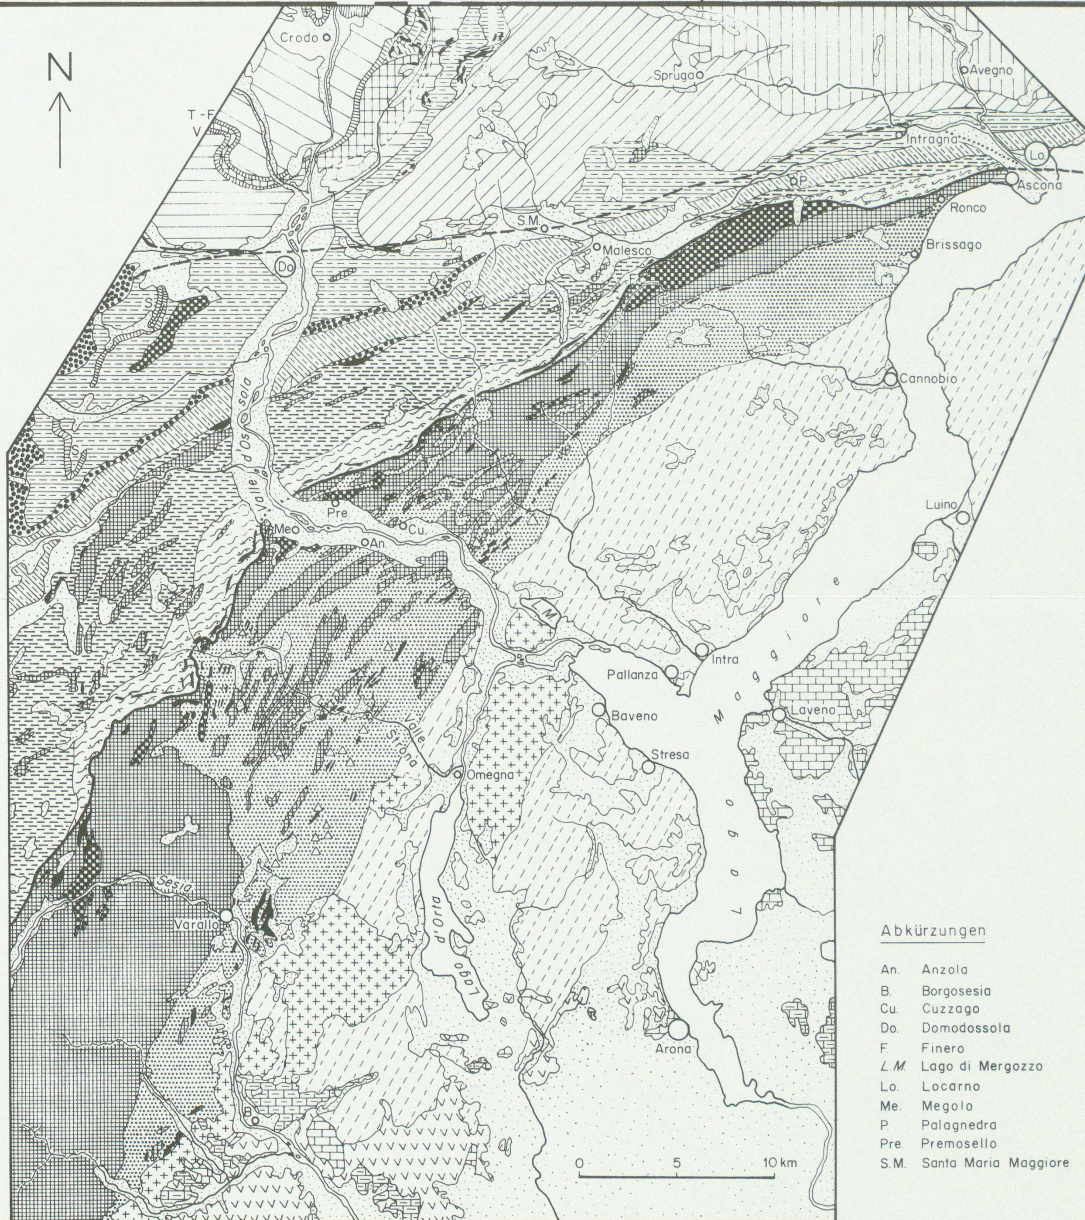 N
Crodo
T-F
V
Spruga
Avegno
Intragna
Lo.
P.
Ascona
Ronco
S.M.
Malesco
Brissago
Do
S
Cannobio
S
Valle d'Ossola
Luino
Pre.
Me
Cu.
An.
M
Intra
Pallanza
Lago Maggiore
Baveno
Laveno
Stresa
Valle Strona
Omegna
Sesia
Varallo
Lago d'Orta
Arona
B
0 5 10 km
Abkürzungen
An. Anzola
B. Borgosesia
Cu. Cuzzago
Do. Domodossola
F Finero
L.M. Lago di Mergozzo
Lo. Locarno
Me. Megolo
P. Palagnedra
Pre. Premosello
S.M. Santa Maria Maggiore